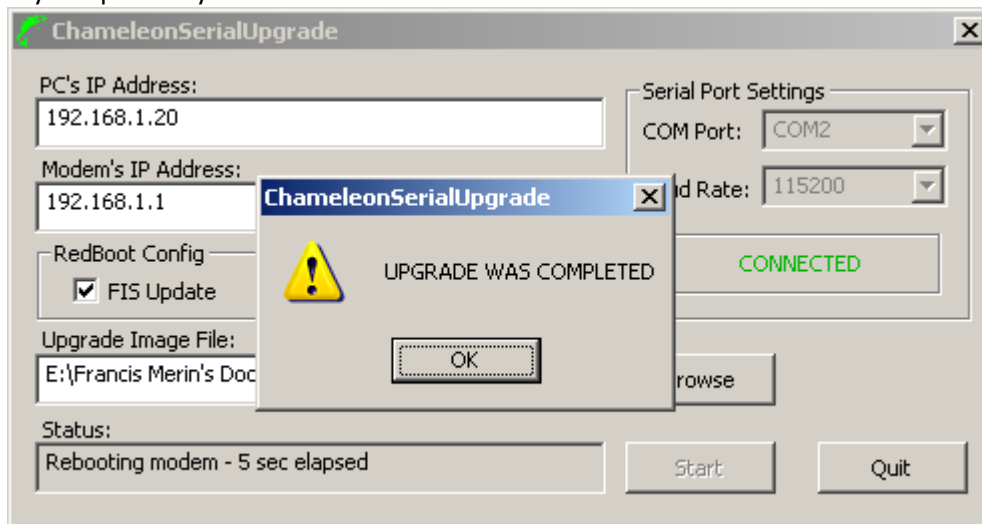 ChameleonSerialUpgrade
PC's IP Address:
192.168.1.20
Serial Port Settings
COM Port: COM2
Modem's IP Address:
192.168.1.1
Rate: 115200
ChameleonSerialUpgrade
UPGRADE WAS COMPLETED
OK
RedBoot Config
FIS Update
CONNECTED
Upgrade Image File:
E:\Francis Merin's Doc
Status:
Rebooting modem - 5 sec elapsed
Start
Quit